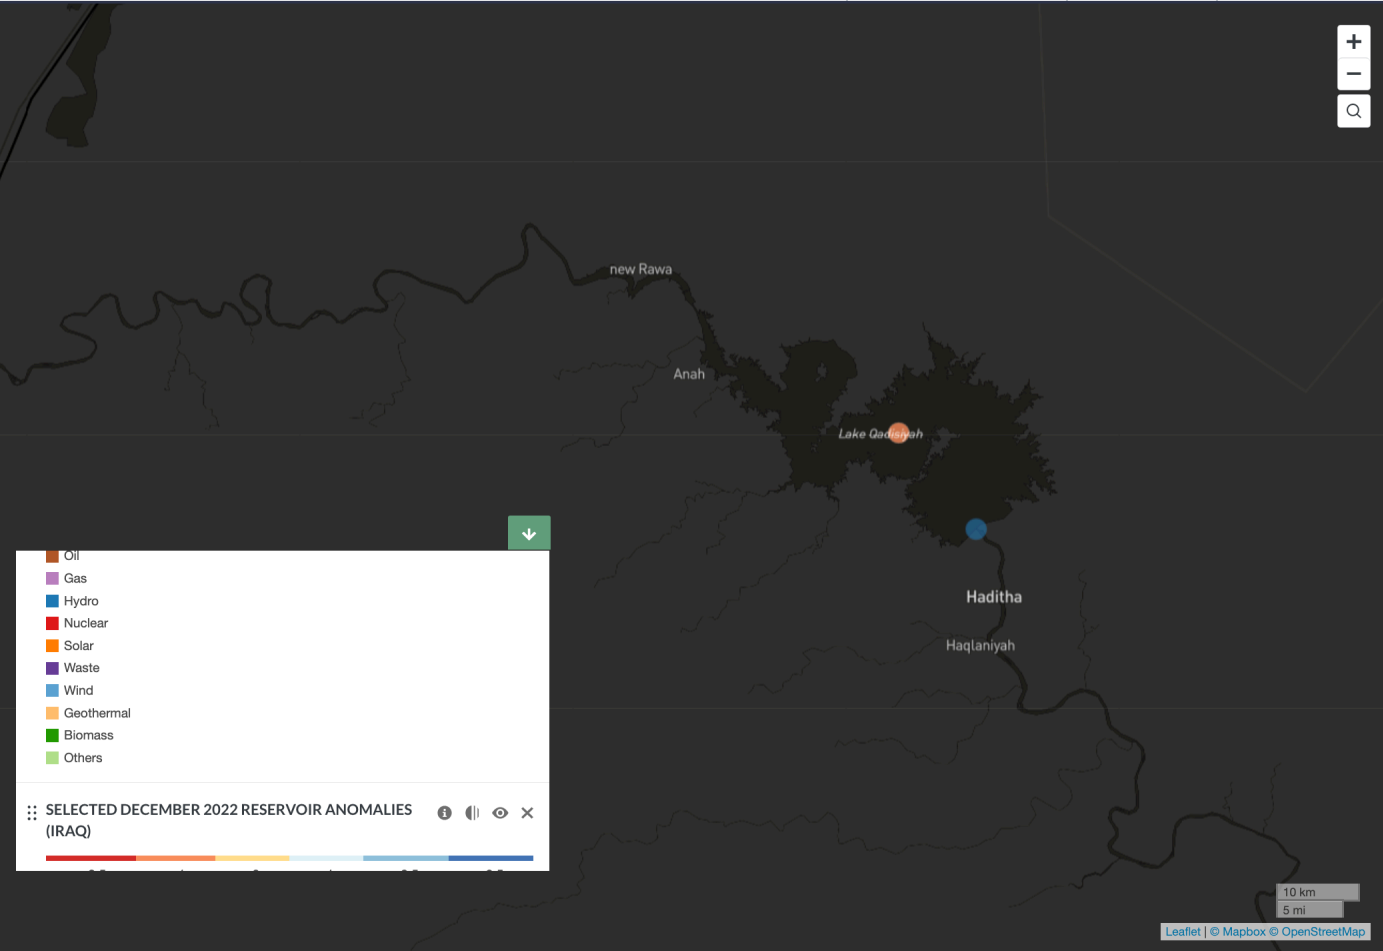 +
−
new Rawa
Anah
Lake Qadisiyah
Haditha
Haqlaniyah
Oil
Gas
Hydro
Nuclear
Solar
Waste
Wind
Geothermal
Biomass
Others
SELECTED DECEMBER 2022 RESERVOIR ANOMALIES
(IRAQ)
10 km
5 mi
Leaflet | © Mapbox © OpenStreetMap